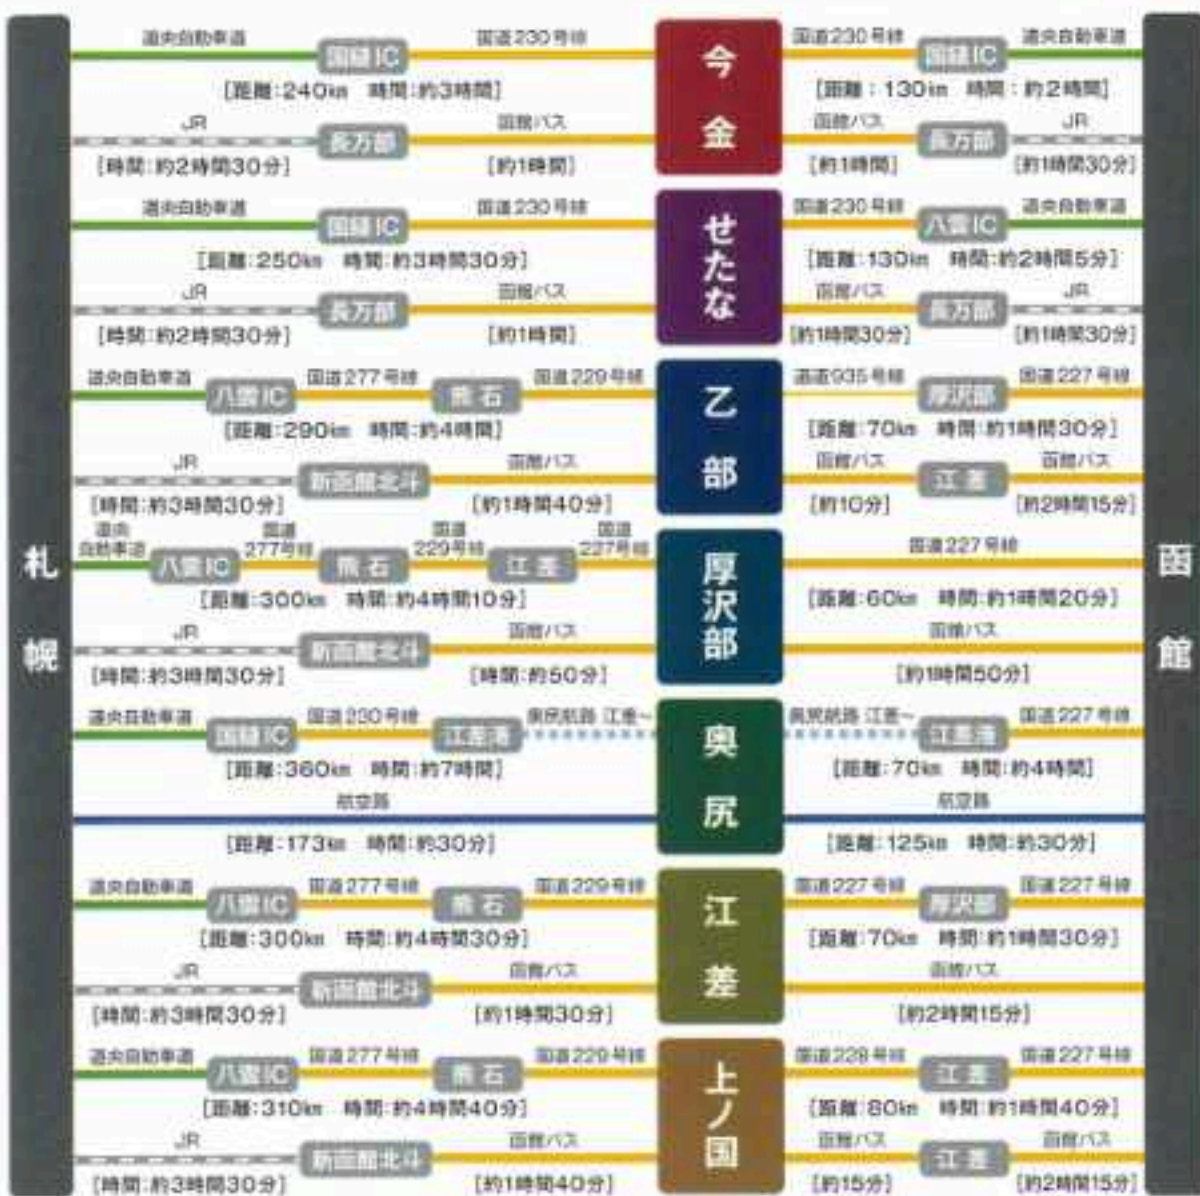 札幌
函館
道央自動車道 国縫IC 国道230号線 今金 国道230号線 国縫IC 道央自動車道
[距離:240km 時間:約3時間] [距離:130km 時間:約2時間]
JR 長万部 函館バス 函館バス 長万部 JR
[時間:約2時間30分] [約1時間] [約1時間] [約1時間30分]
道央自動車道 国縫IC 国道230号線 せたな 国道230号線 八雲IC 道央自動車道
[距離:250km 時間:約3時間30分] [距離:130km 時間:約2時間5分]
JR 長万部 函館バス 函館バス 長万部 JR
[時間:約2時間30分] [約1時間] [約1時間30分] [約1時間30分]
道央自動車道 八雲IC 国道277号線 熊石 国道229号線 乙部 道道935号線 厚沢部 国道227号線
[距離:290km 時間:約4時間] [距離:70km 時間:約1時間30分]
JR 新函館北斗 函館バス 函館バス 江差 函館バス
[時間:約3時間30分] [約1時間40分] [約10分] [約2時間15分]
道央自動車道 八雲IC 国道277号線 熊石 国道229号線 江差 国道227号線 厚沢部 国道227号線
[距離:300km 時間:約4時間10分] [距離:60km 時間:約1時間20分]
JR 新函館北斗 函館バス 函館バス
[時間:約3時間30分] [時間:約50分] [約1時間50分]
道央自動車道 国縫IC 国道230号線 江差港 奥尻航路 江差〜 奥尻 奥尻航路 江差〜 江差港 国道227号線
[距離:360km 時間:約7時間] [距離:70km 時間:約4時間]
航空路 航空路
[距離:173km 時間:約30分] [距離:125km 時間:約30分]
道央自動車道 八雲IC 国道277号線 熊石 国道229号線 江差 国道227号線 厚沢部 国道227号線
[距離:300km 時間:約4時間30分] [距離:70km 時間:約1時間30分]
JR 新函館北斗 函館バス 函館バス
[時間:約3時間30分] [約1時間30分] [約2時間15分]
道央自動車道 八雲IC 国道277号線 熊石 国道229号線 上ノ国 国道228号線 江差 国道227号線
[距離:310km 時間:約4時間40分] [距離:80km 時間:約1時間40分]
JR 新函館北斗 函館バス 函館バス 江差 函館バス
[時間:約3時間30分] [約1時間40分] [約15分] [約2時間15分]